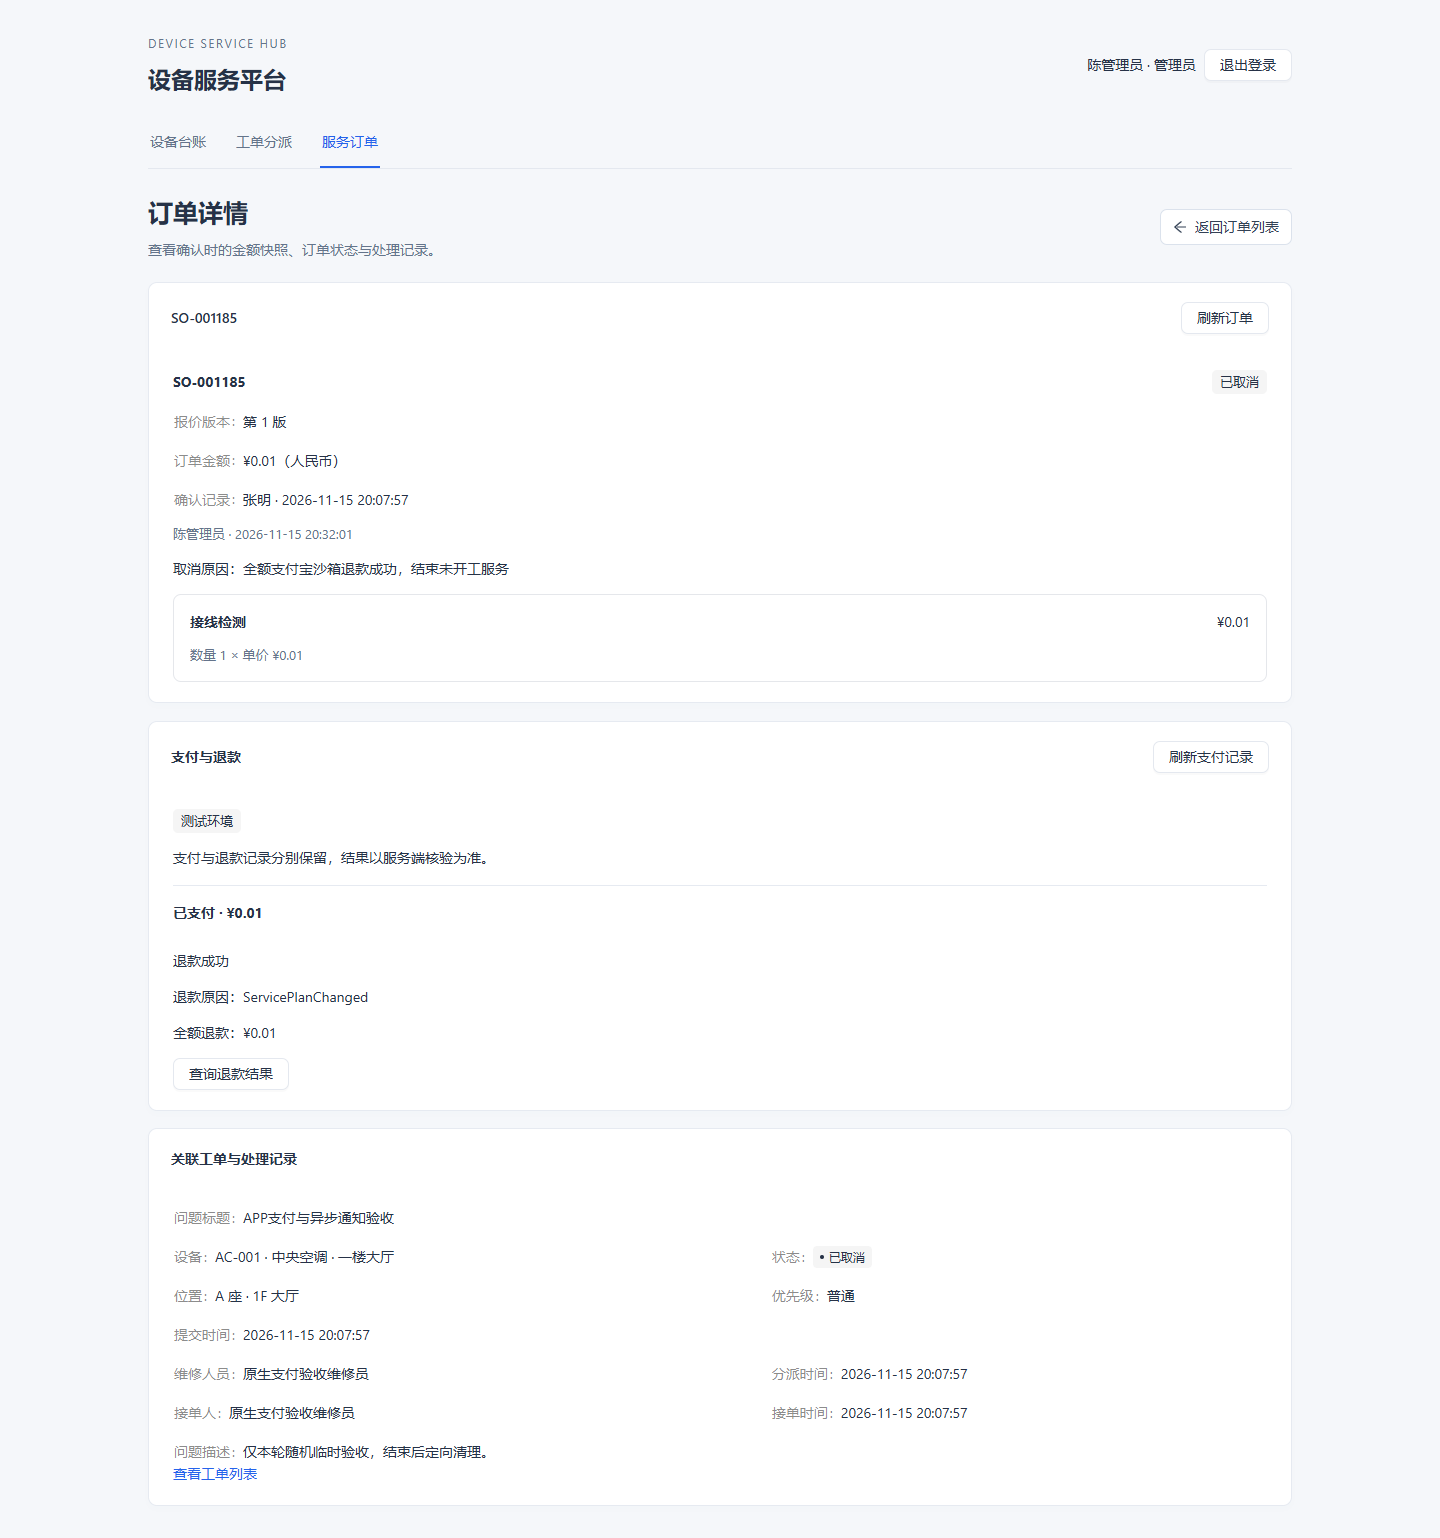 DEVICE SERVICE HUB
设备服务平台
陈管理员 · 管理员
退出登录
设备台账
工单分派
服务订单
订单详情
查看确认时的金额快照、订单状态与处理记录。
返回订单列表
SO-001185
刷新订单
SO-001185
已取消
报价版本：第 1 版
订单金额：¥0.01（人民币）
确认记录：张明 · 2026-11-15 20:07:57
陈管理员 · 2026-11-15 20:32:01
取消原因：全额支付宝沙箱退款成功，结束未开工服务
接线检测
¥0.01
数量 1 × 单价 ¥0.01
支付与退款
刷新支付记录
测试环境
支付与退款记录分别保留，结果以服务端核验为准。
已支付 · ¥0.01
退款成功
退款原因：ServicePlanChanged
全额退款：¥0.01
查询退款结果
关联工单与处理记录
问题标题：APP支付与异步通知验收
设备：AC-001 · 中央空调 · 一楼大厅
状态：• 已取消
位置：A 座 · 1F 大厅
优先级：普通
提交时间：2026-11-15 20:07:57
维修人员：原生支付验收维修员
分派时间：2026-11-15 20:07:57
接单人：原生支付验收维修员
接单时间：2026-11-15 20:07:57
问题描述：仅本轮随机临时验收，结束后定向清理。
查看工单列表